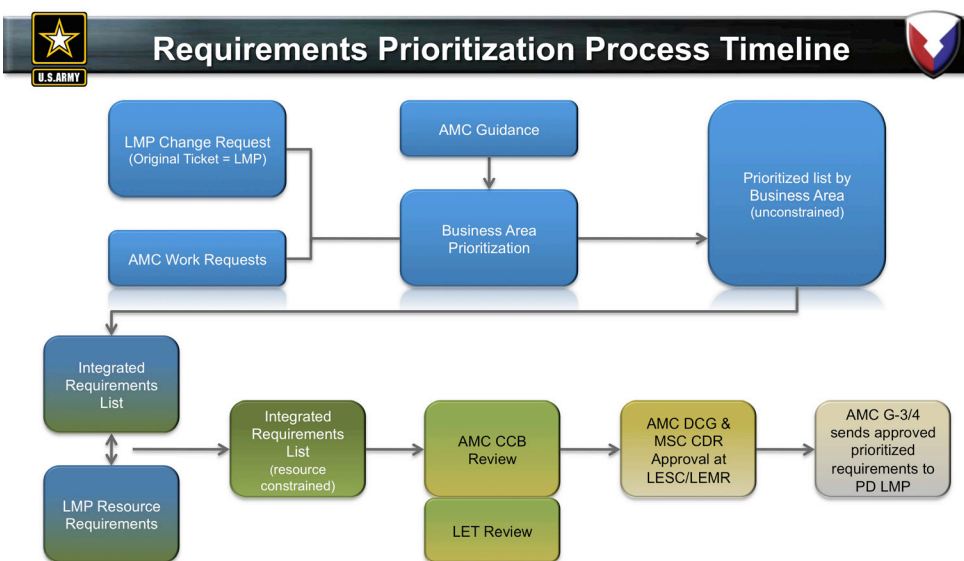 Requirements Prioritization Process Timeline
U.S.ARMY
LMP Change Request
(Original Ticket = LMP)
AMC Work Requests
AMC Guidance
Business Area
Prioritization
Prioritized list by
Business Area
(unconstrained)
Integrated
Requirements
List
LMP Resource
Requirements
Integrated
Requirements
List
(resource
constrained)
AMC CCB
Review
LET Review
AMC DCG &
MSC CDR
Approval at
LESC/LEMR
AMC G-3/4
sends approved
prioritized
requirements to
PD LMP